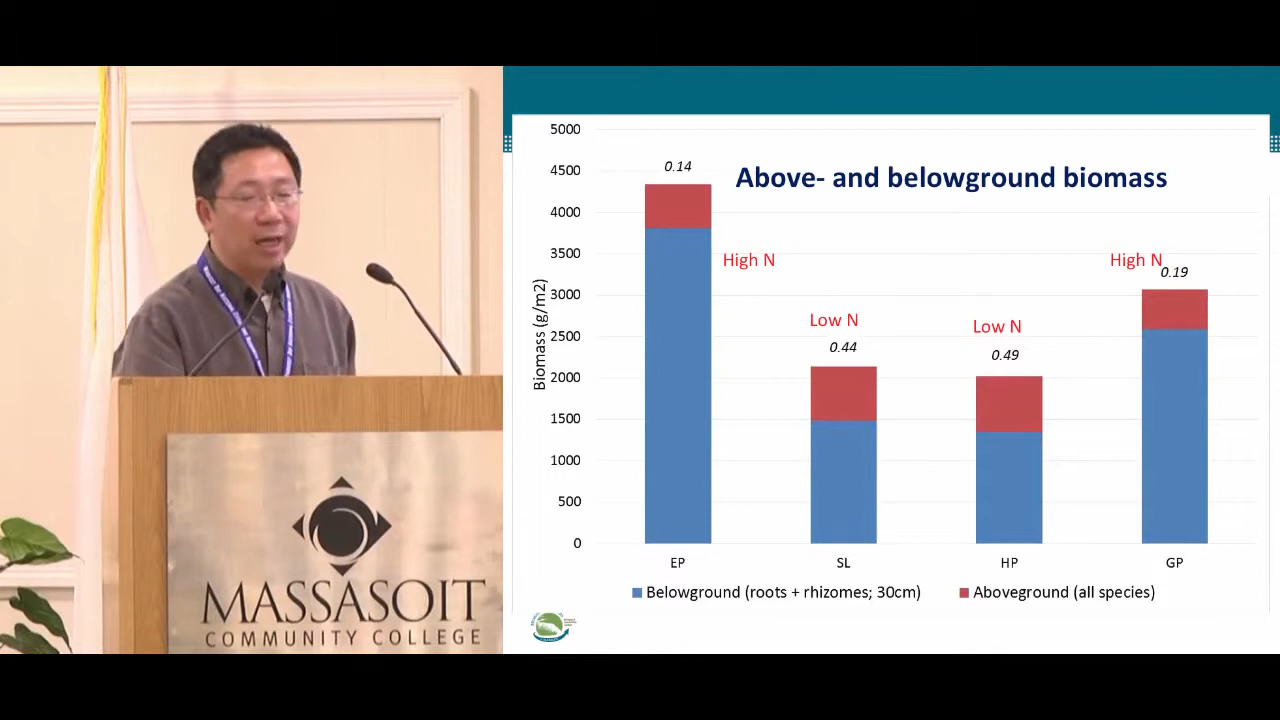 MASSASOIT
COMMUNITY COLLEGE
Above- and belowground biomass
Biomass (g/m2)
5000
4500
4000
3500
3000
2500
2000
1500
1000
500
0
0.14
High N
Low N
0.44
Low N
0.49
High N
0.19
EP
SL
HP
GP
Belowground (roots + rhizomes; 30cm)
Aboveground (all species)